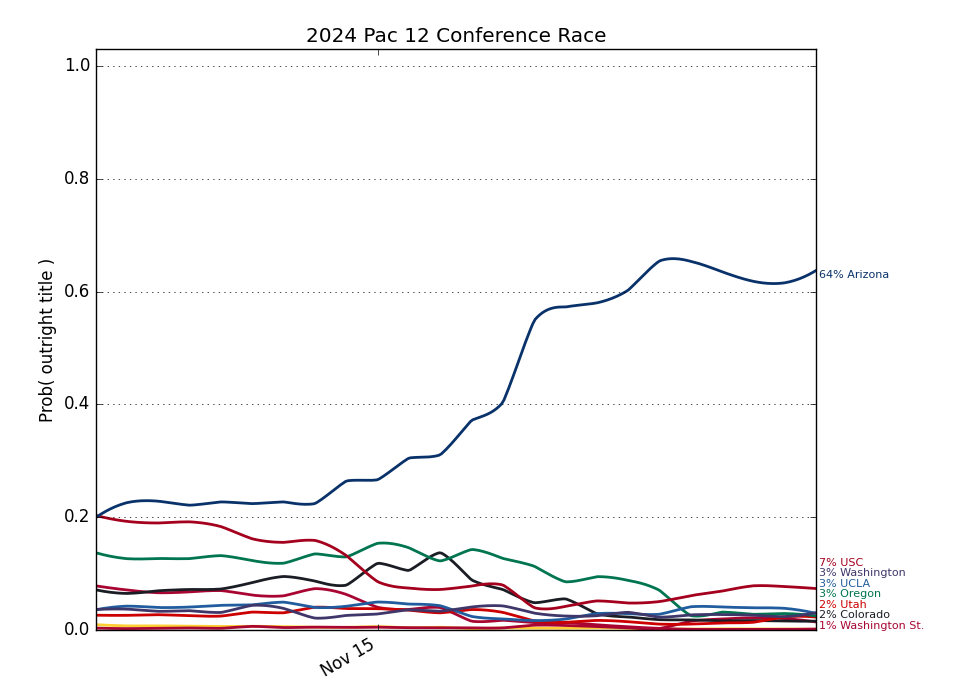 2024 Pac 12 Conference Race
Prob( outright title )
1.0
0.8
0.6
0.4
0.2
0.0
Nov 15
64% Arizona
7% USC
3% Washington
3% UCLA
3% Oregon
2% Utah
2% Colorado
1% Washington St.